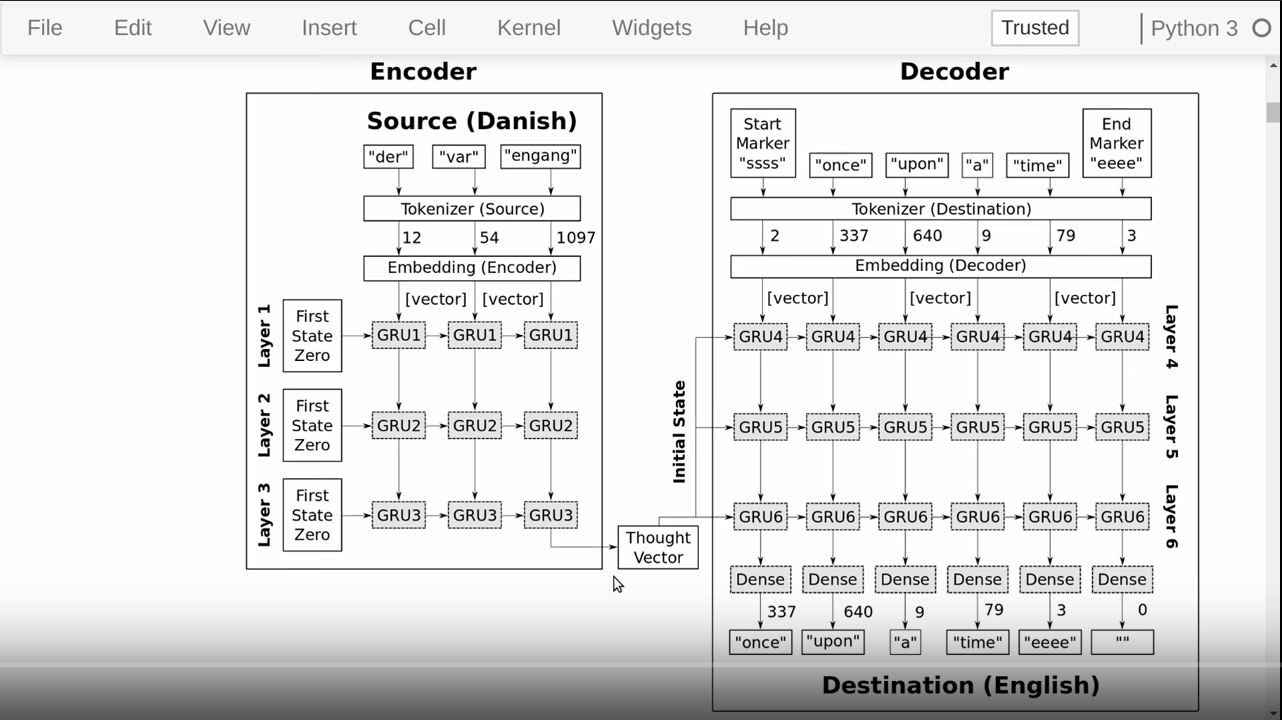 File Edit View Insert Cell Kernel Widgets Help Trusted Python 3
Encoder
Source (Danish)
"der" "var" "engang"
Tokenizer (Source)
12 54 1097
Embedding (Encoder)
[vector] [vector]
Layer 1
First
State
Zero
GRU1 GRU1 GRU1
Layer 2
First
State
Zero
GRU2 GRU2 GRU2
Layer 3
First
State
Zero
GRU3 GRU3 GRU3
Thought
Vector
Initial State
Decoder
Start
Marker
"ssss"
"once" "upon" "a" "time"
End
Marker
"eeee"
Tokenizer (Destination)
2 337 640 9 79 3
Embedding (Decoder)
[vector] [vector] [vector]
GRU4 GRU4 GRU4 GRU4 GRU4 GRU4
Layer 4
GRU5 GRU5 GRU5 GRU5 GRU5 GRU5
Layer 5
GRU6 GRU6 GRU6 GRU6 GRU6 GRU6
Layer 6
Dense Dense Dense Dense Dense Dense
337 640 9 79 3 0
"once" "upon" "a" "time" "eeee" ""
Destination (English)